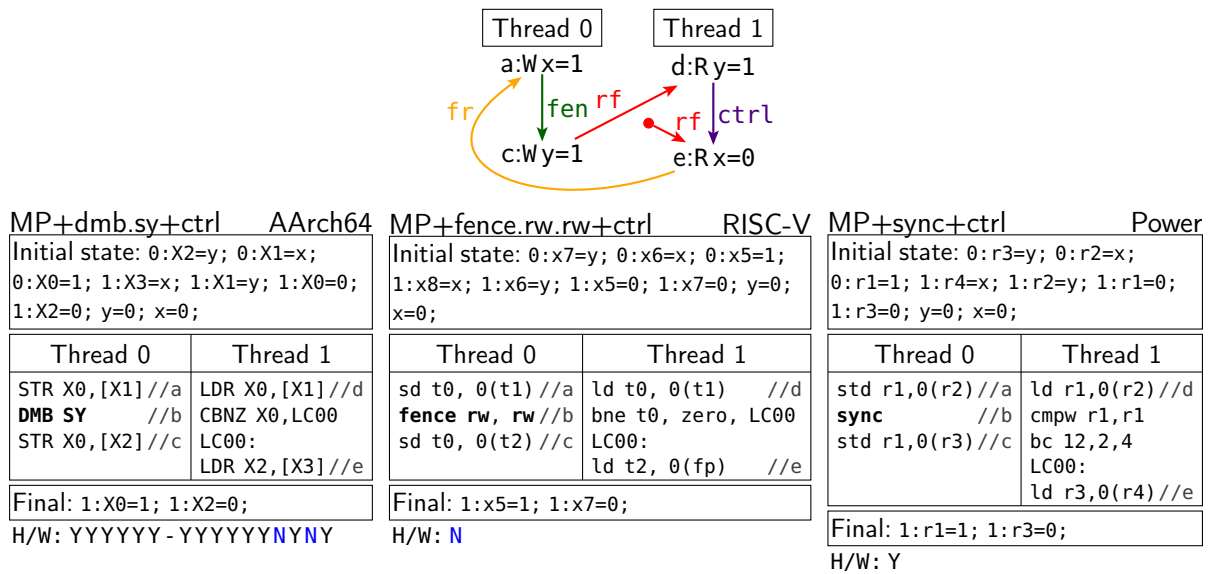 Thread 0 Thread 1
a:W x=1 d:R y=1
fr fen rf rf ctrl
c:W y=1 e:R x=0
MP+dmb.sy+ctrl AArch64
Initial state: 0:X2=y; 0:X1=x;
0:X0=1; 1:X3=x; 1:X1=y; 1:X0=0;
1:X2=0; y=0; x=0;
Thread 0 Thread 1
STR X0,[X1]//a LDR X0,[X1]//d
DMB SY //b CBNZ X0,LC00
STR X0,[X2]//c LC00:
LDR X2,[X3]//e
Final: 1:X0=1; 1:X2=0;
H/W: YYYYYY-YYYYYYNYNY
MP+fence.rw.rw+ctrl RISC-V
Initial state: 0:x7=y; 0:x6=x; 0:x5=1;
1:x8=x; 1:x6=y; 1:x5=0; 1:x7=0; y=0;
x=0;
Thread 0 Thread 1
sd t0, 0(t1)//a ld t0, 0(t1) //d
fence rw, rw//b bne t0, zero, LC00
sd t0, 0(t2)//c LC00:
ld t2, 0(fp) //e
Final: 1:x5=1; 1:x7=0;
H/W: N
MP+sync+ctrl Power
Initial state: 0:r3=y; 0:r2=x;
0:r1=1; 1:r4=x; 1:r2=y; 1:r1=0;
1:r3=0; y=0; x=0;
Thread 0 Thread 1
std r1,0(r2)//a ld r1,0(r2)//d
sync //b cmpw r1,r1
std r1,0(r3)//c bc 12,2,4
LC00:
ld r3,0(r4)//e
Final: 1:r1=1; 1:r3=0;
H/W: Y